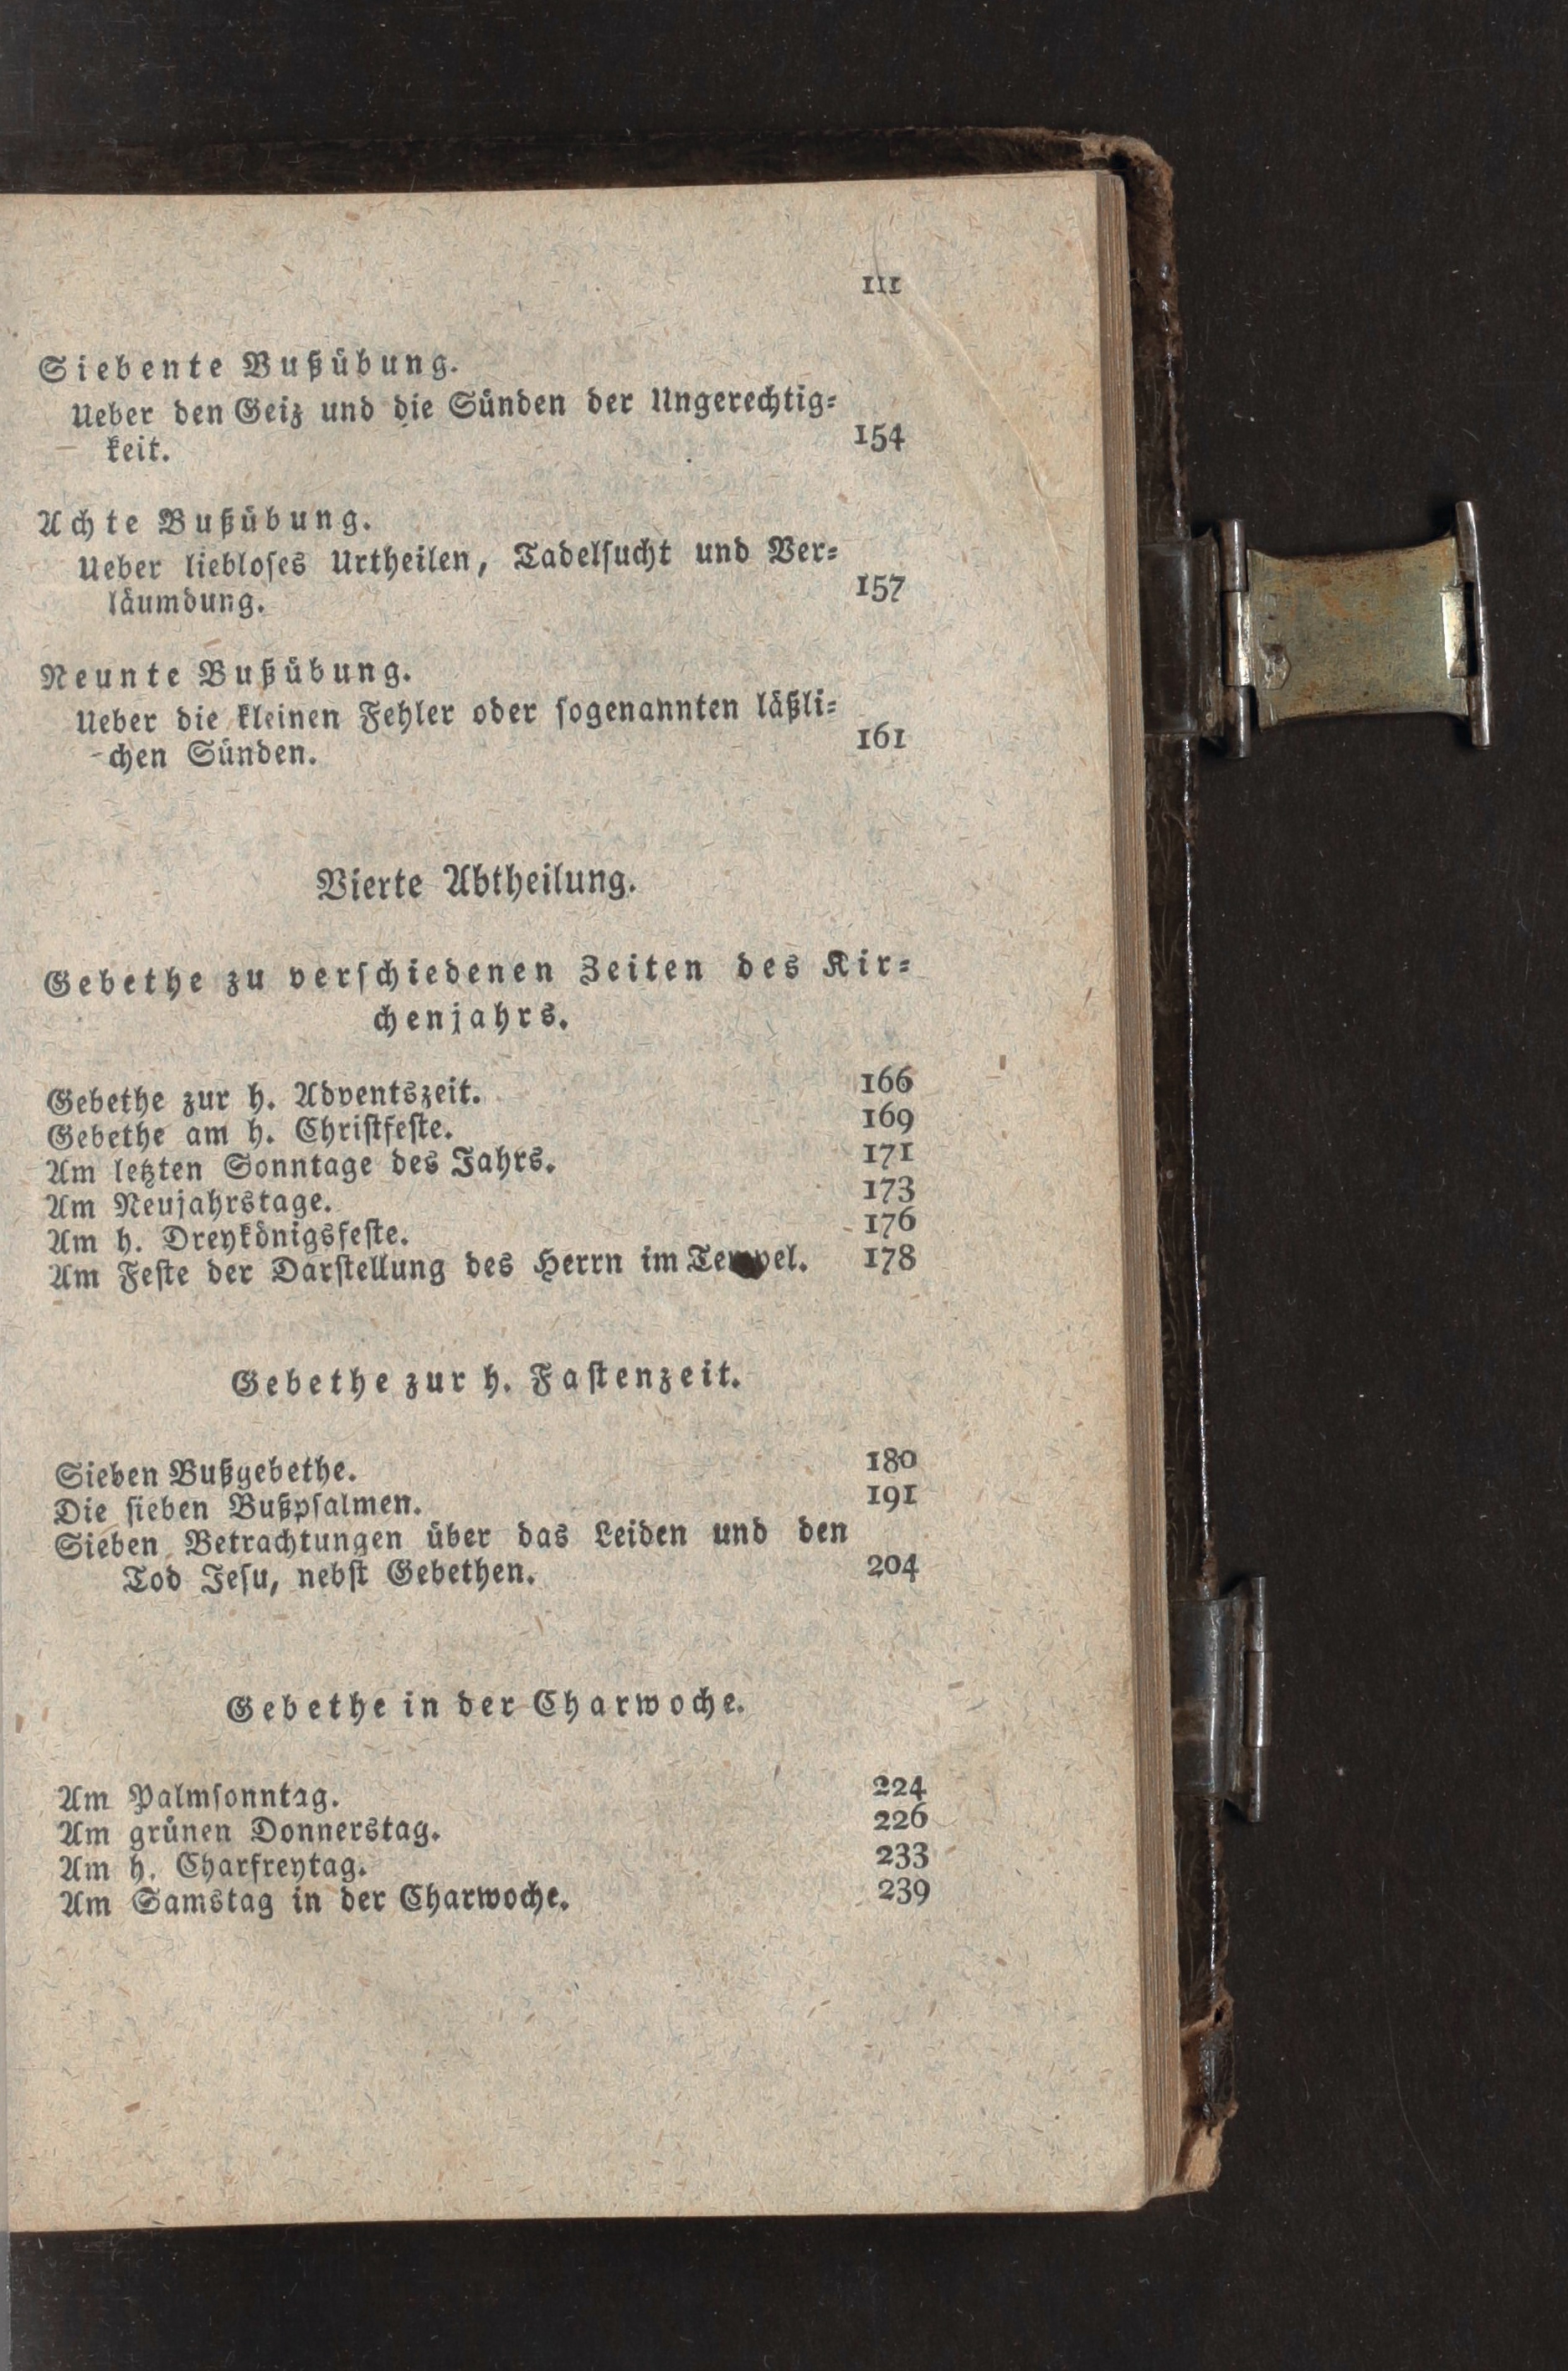 III
Siebente Bußübung.
Ueber den Geiz und die Sünden der Ungerechtig=
keit. 154
Achte Bußübung.
Ueber liebloses Urtheilen, Tadelsucht und Ver=
läumdung. 157
Neunte Bußübung.
Ueber die kleinen Fehler oder sogenannten läßli=
chen Sünden. 161
Vierte Abtheilung.
Gebethe zu verschiedenen Zeiten des Kir=
chenjahrs.
Gebethe zur h. Adventszeit. 166
Gebethe am h. Christfeste. 169
Am letzten Sonntage des Jahrs. 171
Am Neujahrstage. 173
Am h. Dreykönigsfeste. 176
Am Feste der Darstellung des Herrn im Tempel. 178
Gebethe zur h. Fastenzeit.
Sieben Bußgebethe. 180
Die sieben Bußpsalmen. 191
Sieben Betrachtungen über das Leiden und den
Tod Jesu, nebst Gebethen. 204
Gebethe in der Charwoche.
Am Palmsonntag. 224
Am grünen Donnerstag. 226
Am h. Charfreytag. 233
Am Samstag in der Charwoche. 239